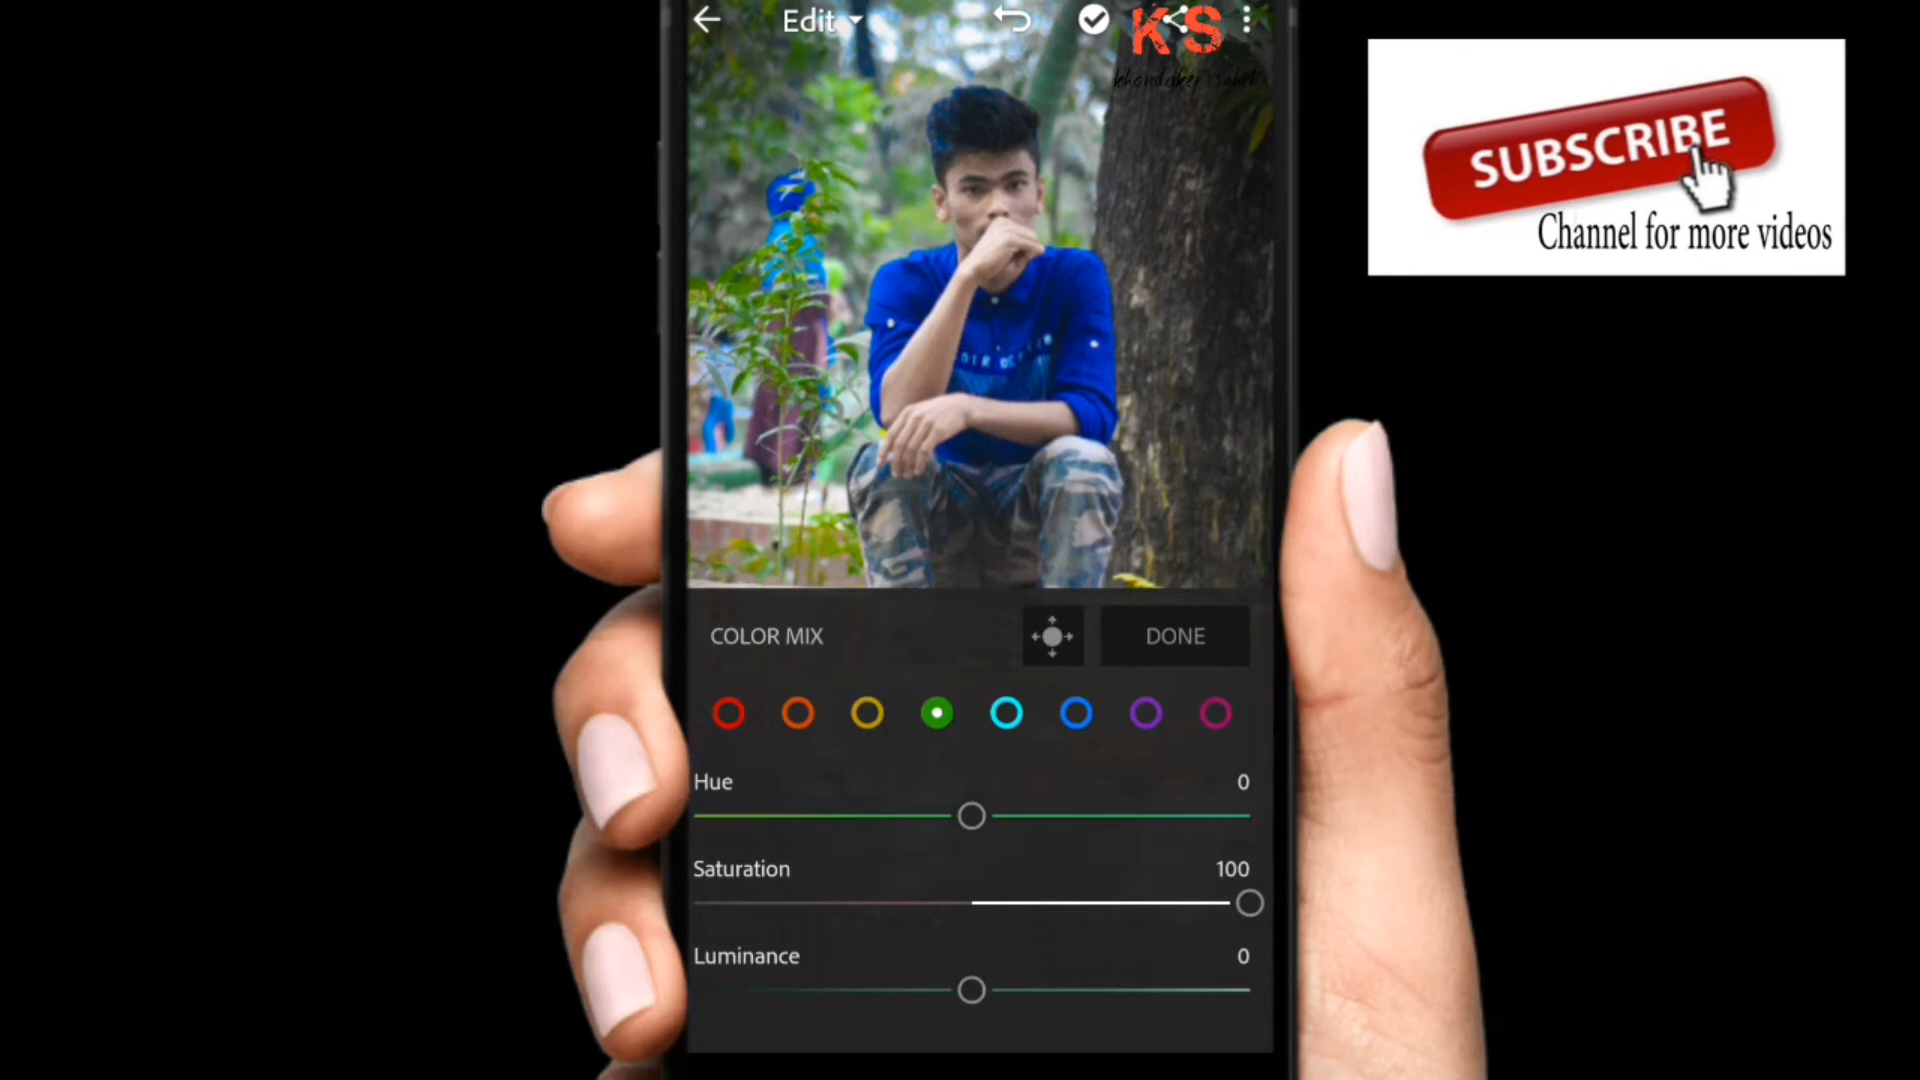 Edit
KS
SUBSCRIBE
Channel for more videos
COLOR MIX
DONE
Hue
0
Saturation
100
Luminance
0